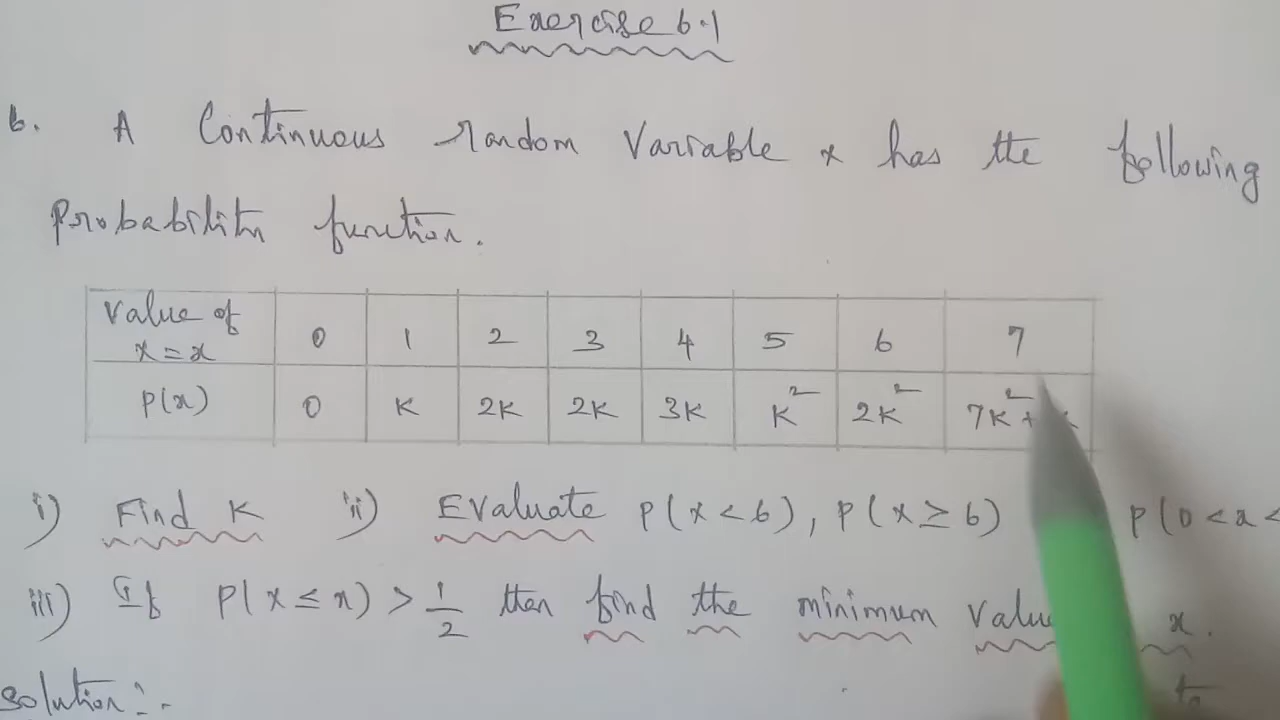 Exercise 6.1
6. A Continuous random Variable x has the following
Probability function.
Value of x = x 0 1 2 3 4 5 6 7
P(x) 0 K 2K 2K 3K K² 2K² 7K²+
i) Find K ii) Evaluate P(x<6), P(x≥6) P(0<x<
iii) If P(x≤x) > 1/2 then find the minimum x.
Solution:-